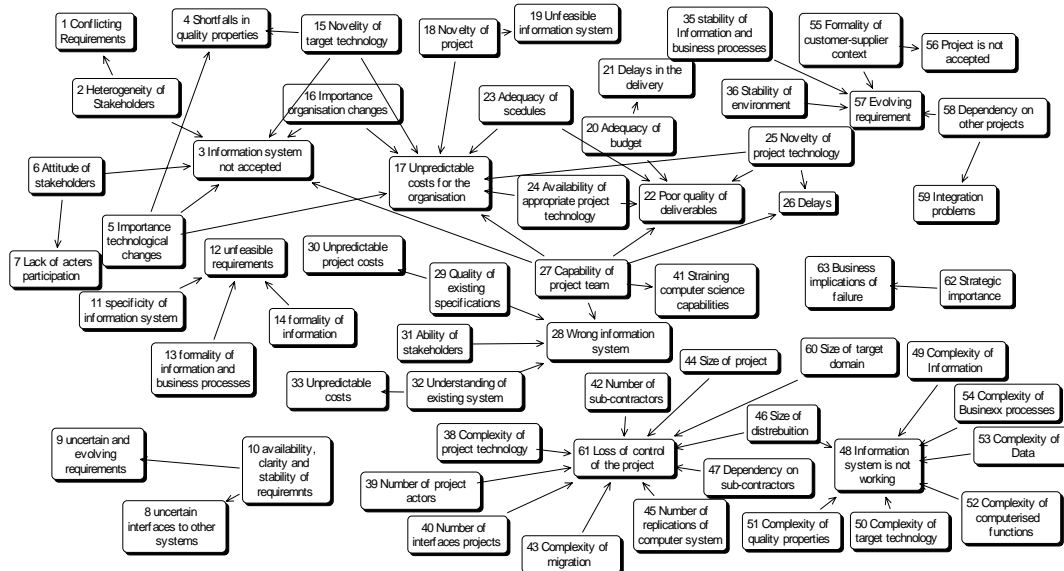 1 Conflicting
Requirements
4 Shortfalls in
quality properties
15 Novelity of
target technology
18 Novelty of
project
19 Unfeasible
information system
35 stability of
Information and
business processes
55 Formality of
customer-supplier
context
56 Project is not
accepted
2 Heterogeneity of
Stakeholders
16 Importance
organisation changes
23 Adequacy of
scedules
21 Delays in the
delivery
36 Stability of
environment
57 Evolving
requirement
58 Dependency on
other projects
20 Adequacy of
budget
25 Novelty of
project technology
6 Attitude of
stakeholders
3 Information system
not accepted
17 Unpredictable
costs for the
organisation
24 Availability of
appropriate project
technology
22 Poor quality of
deliverables
26 Delays
59 Integration
problems
5 Importance
technological
changes
7 Lack of acters
participation
12 unfeasible
requirements
30 Unpredictable
project costs
29 Quality of
existing
specifications
27 Capability of
project team
41 Straining
computer science
capabilities
63 Business
implications of
failure
62 Strategic
importance
11 specificity of
information system
14 formality of
information
13 formality of
information and
business processes
31 Ability of
stakeholders
28 Wrong information
system
33 Unpredictable
costs
32 Understanding of
existing system
44 Size of project
60 Size of target
domain
49 Complexity of
Information
42 Number of
sub-contractors
46 Size of
distrebuition
54 Complexity of
Businexx processes
9 uncertain and
evolving requirements
10 availability,
clarity and
stability of
requiremnts
38 Complexity of
project technology
61 Loss of control
of the project
48 Information
system is not
working
53 Complexity of
Data
39 Number of project
actors
47 Dependency on
sub-contractors
8 uncertain
interfaces to other
systems
40 Number of
interfaces projects
43 Complexity of
migration
45 Number of
replications of
computer system
51 Complexity of
quality properties
50 Complexity of
target technology
52 Complexity of
computerised
functions